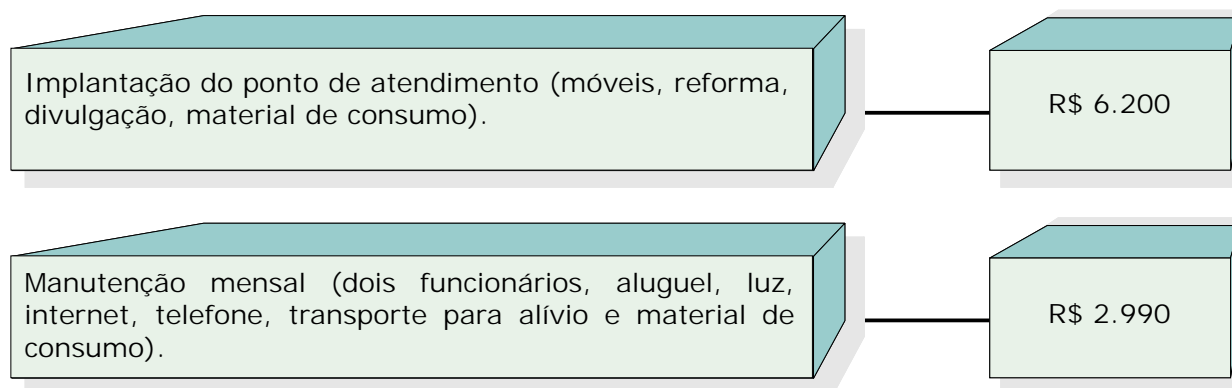 Implantação do ponto de atendimento (móveis, reforma,
divulgação, material de consumo).
R$ 6.200
Manutenção mensal (dois funcionários, aluguel, luz,
internet, telefone, transporte para alívio e material de
consumo).
R$ 2.990